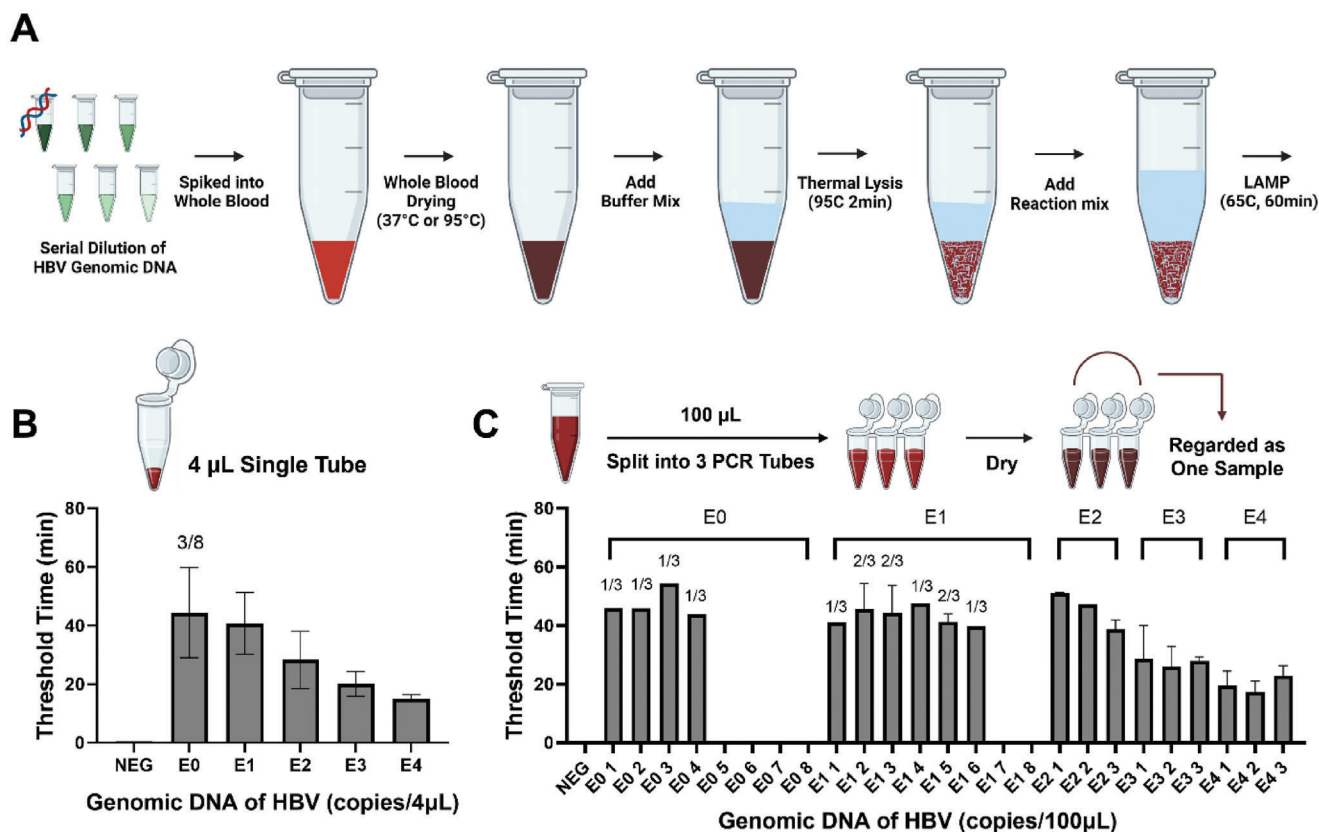 A
Serial Dilution of
HBV Genomic DNA
Spiked into
Whole Blood
Whole Blood
Drying
(37°C or 95°C)
Add
Buffer Mix
Thermal Lysis
(95C 2min)
Add
Reaction mix
LAMP
(65C, 60min)
B
4 µL Single Tube
Threshold Time (min)
80
60
40
20
0
3/8
NEG
E0
E1
E2
E3
E4
Genomic DNA of HBV (copies/4µL)
C
100 µL
Split into 3 PCR Tubes
Dry
Regarded as
One Sample
Threshold Time (min)
80
60
40
20
0
E0
E1
E2
E3
E4
1/3
1/3
1/3
1/3
1/3
2/3
2/3
1/3
2/3
1/3
NEG
E0 1
E0 2
E0 3
E0 4
E0 5
E0 6
E0 7
E0 8
E1 1
E1 2
E1 3
E1 4
E1 5
E1 6
E1 7
E1 8
E2 1
E2 2
E2 3
E3 1
E3 2
E3 3
E4 1
E4 2
E4 3
Genomic DNA of HBV (copies/100µL)